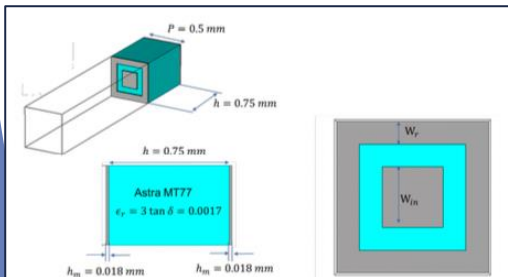 P = 0.5 mm
h = 0.75 mm
h = 0.75 mm
Astra MT77
ϵᵣ = 3 tan δ = 0.0017
hₘ = 0.018 mm
hₘ = 0.018 mm
Wᵣ
Wᵢₙ